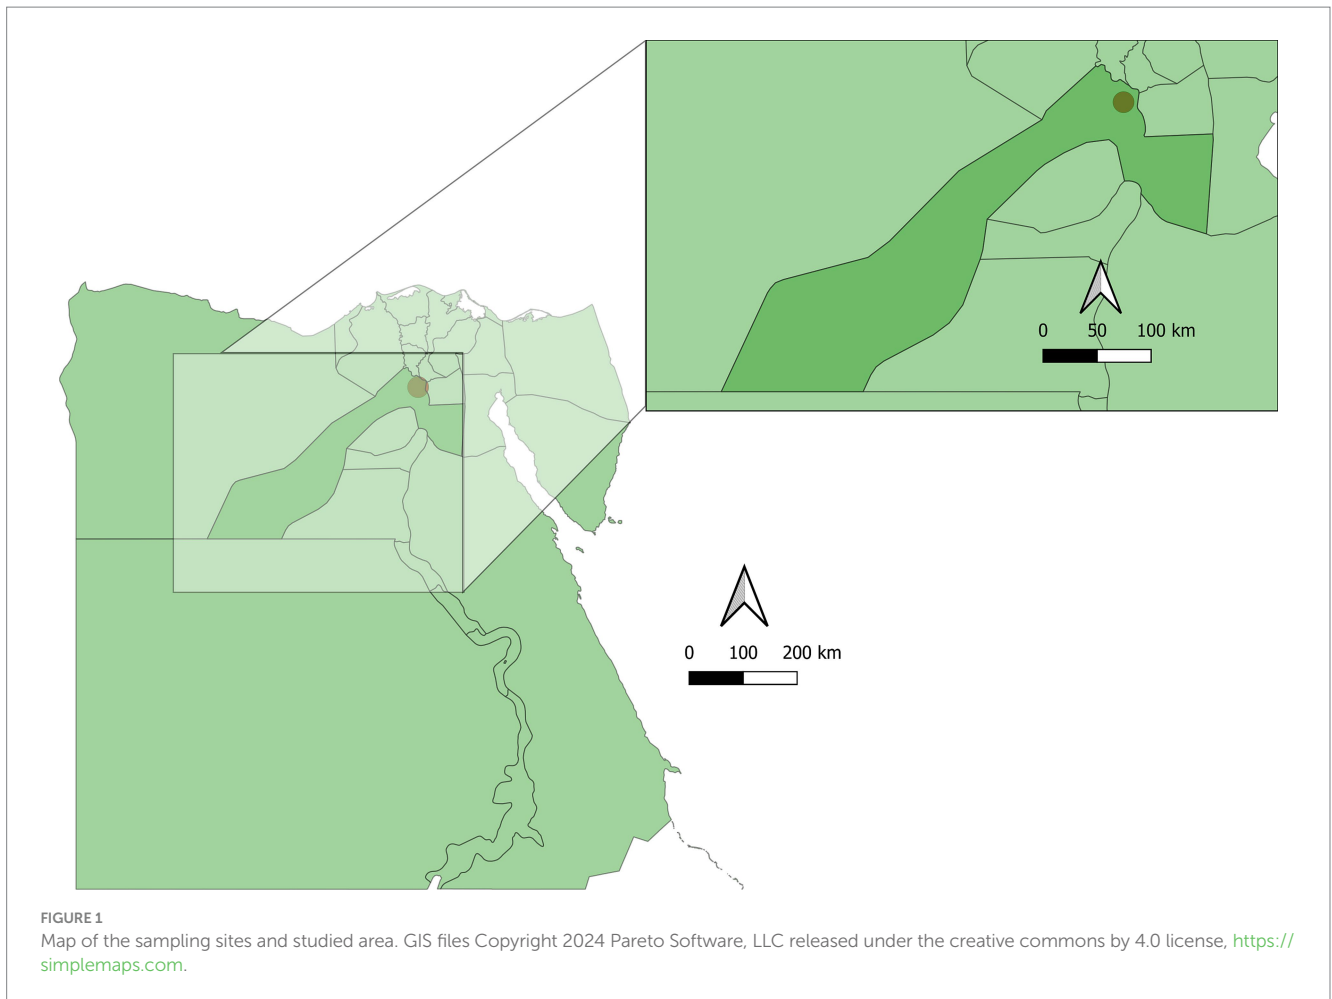 0 50 100 km
0 100 200 km
FIGURE 1
Map of the sampling sites and studied area. GIS files Copyright 2024 Pareto Software, LLC released under the creative commons by 4.0 license, https://
simplemaps.com.